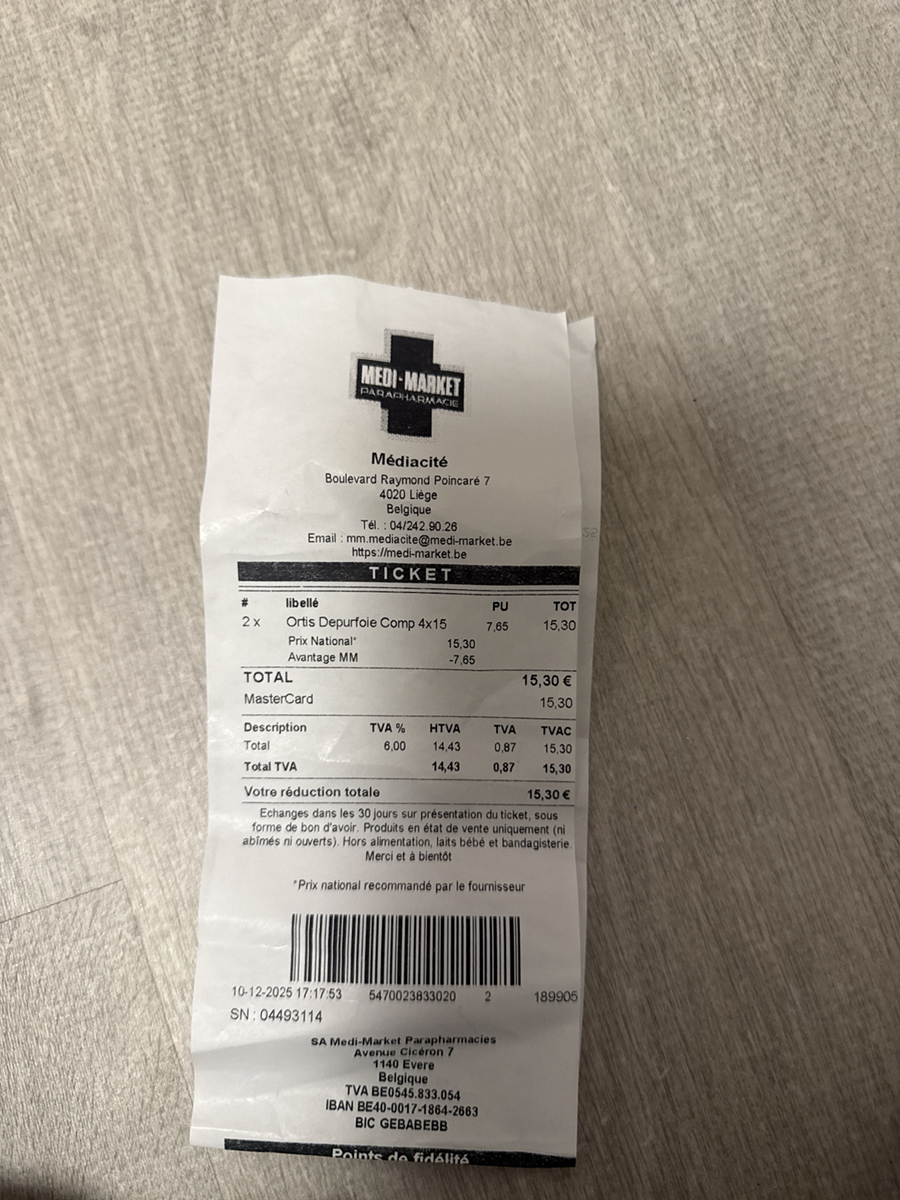 MEDI-MARKET
PARAPHARMACIE
Médiacité
Boulevard Raymond Poincaré 7
4020 Liège
Belgique
Tél. : 04/242.90.26
Email : mm.mediacite@medi-market.be
https://medi-market.be
TICKET
# libellé PU TOT
2 x Ortis Depurfoie Comp 4x15 7,65 15,30
Prix National* 15,30
Avantage MM -7,65
TOTAL 15,30 €
MasterCard 15,30
Description TVA % HTVA TVA TVAC
Total 6,00 14,43 0,87 15,30
Total TVA 14,43 0,87 15,30
Votre réduction totale 15,30 €
Echanges dans les 30 jours sur présentation du ticket, sous
forme de bon d'avoir. Produits en état de vente uniquement (ni
abîmés ni ouverts). Hors alimentation, laits bébé et bandagisterie.
Merci et à bientôt
*Prix national recommandé par le fournisseur
10-12-2025 17:17:53 5470023833020 2 189905
SN : 04493114
SA Medi-Market Parapharmacies
Avenue Cicéron 7
1140 Evere
Belgique
TVA BE0545.833.054
IBAN BE40-0017-1864-2663
BIC GEBABEBB
Points de fidélité